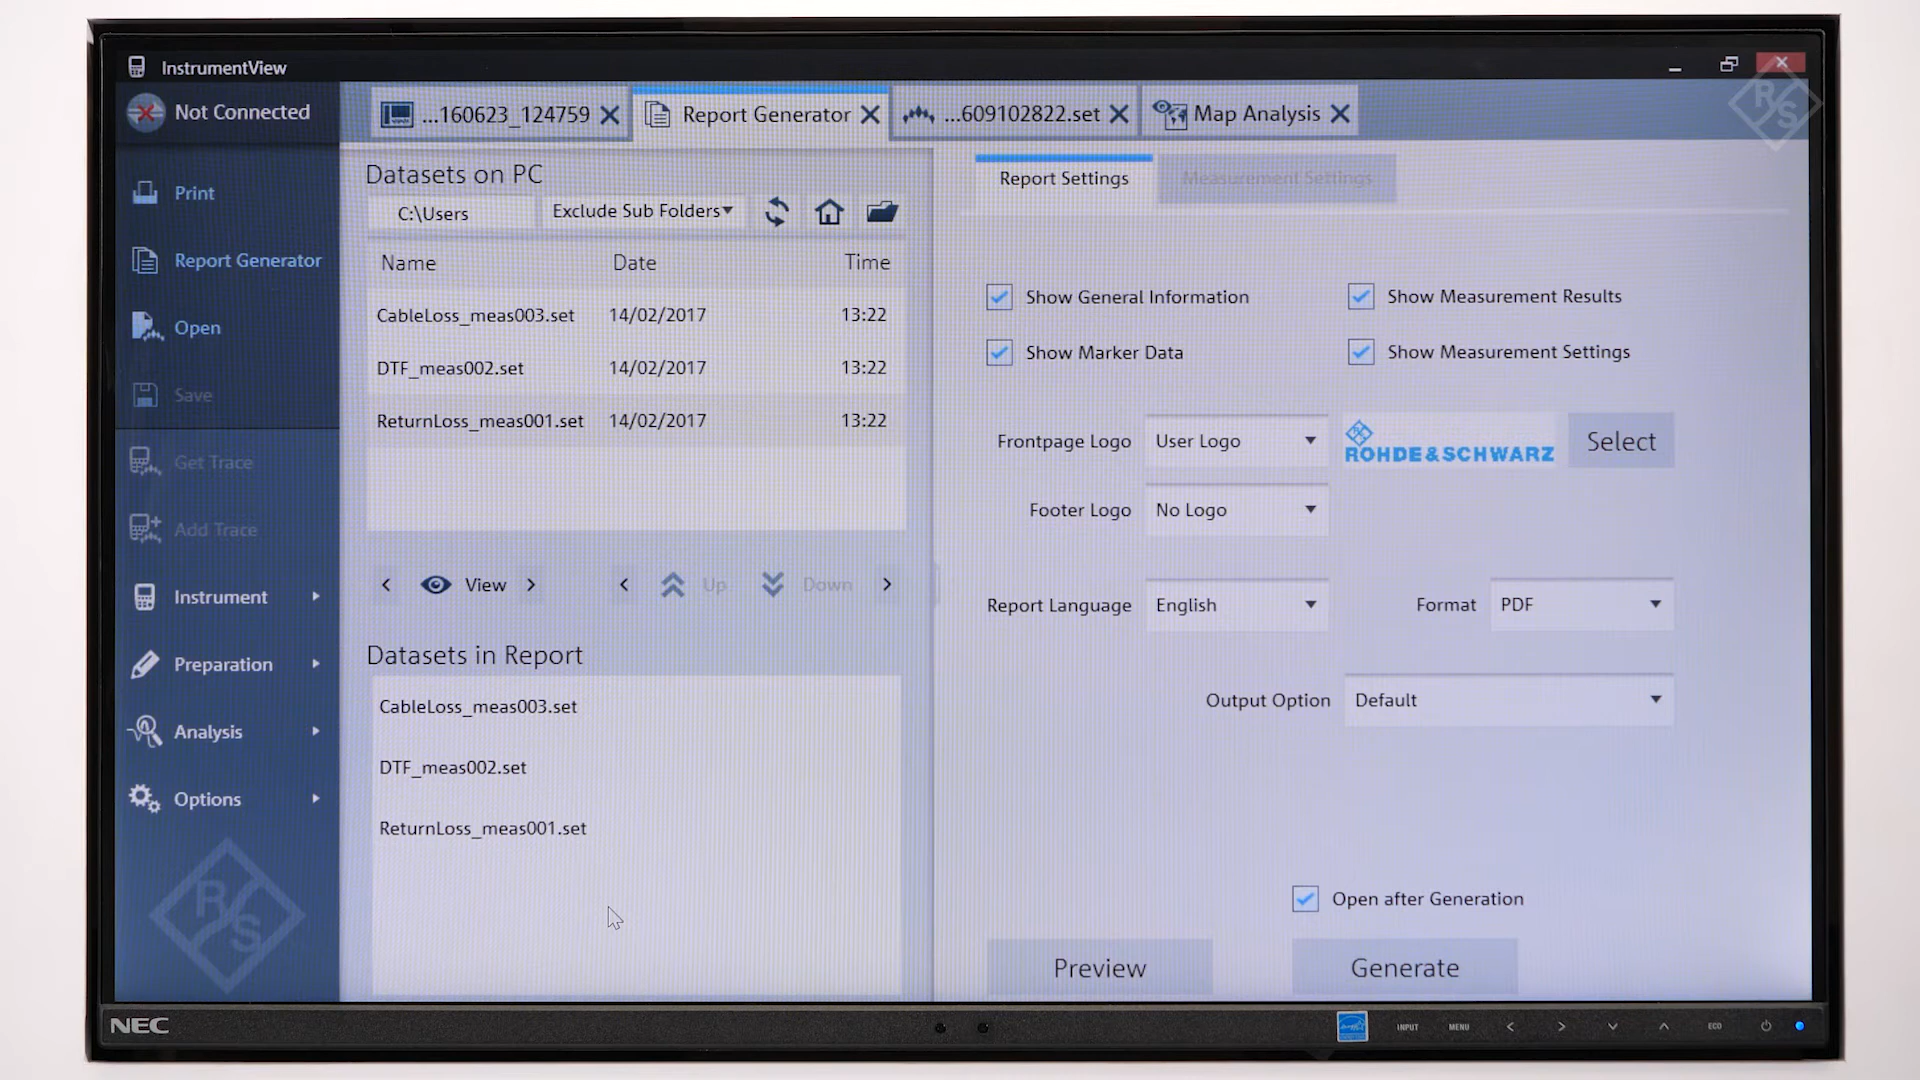 InstrumentView
Not Connected
...160623_124759
Report Generator
...609102822.set
Map Analysis
R S
Print
Report Generator
Open
Save
Get Trace
Add Trace
Instrument
Preparation
Analysis
Options
R S
Datasets on PC
C:\Users
Exclude Sub Folders
Name Date Time
CableLoss_meas003.set 14/02/2017 13:22
DTF_meas002.set 14/02/2017 13:22
ReturnLoss_meas001.set 14/02/2017 13:22
< View > < Up Down >
Datasets in Report
CableLoss_meas003.set
DTF_meas002.set
ReturnLoss_meas001.set
Report Settings
Measurement Settings
Show General Information
Show Measurement Results
Show Marker Data
Show Measurement Settings
Frontpage Logo User Logo
ROHDE & SCHWARZ
Select
Footer Logo No Logo
Report Language English
Format PDF
Output Option Default
Open after Generation
Preview
Generate
NEC
INPUT MENU < > ECO